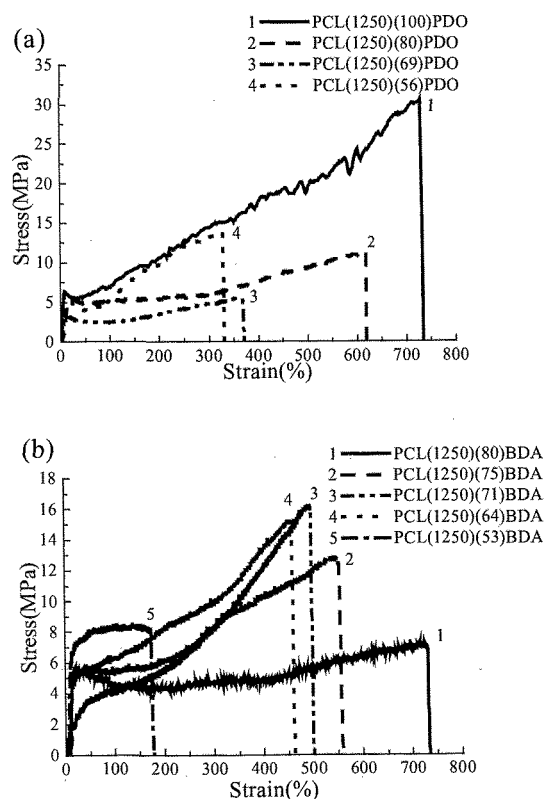 (a)
1 PCL(1250)(100)PDO
2 PCL(1250)(80)PDO
3 PCL(1250)(69)PDO
4 PCL(1250)(56)PDO
35
30
25
20
15
10
5
0
Stress(MPa)
1
4
2
3
0 100 200 300 400 500 600 700 800
Strain(%)
(b)
1 PCL(1250)(80)BDA
2 PCL(1250)(75)BDA
3 PCL(1250)(71)BDA
4 PCL(1250)(64)BDA
5 PCL(1250)(53)BDA
18
16
14
12
10
8
6
4
2
0
Stress(MPa)
4 3
2
5
1
0 100 200 300 400 500 600 700 800
Strain(%)